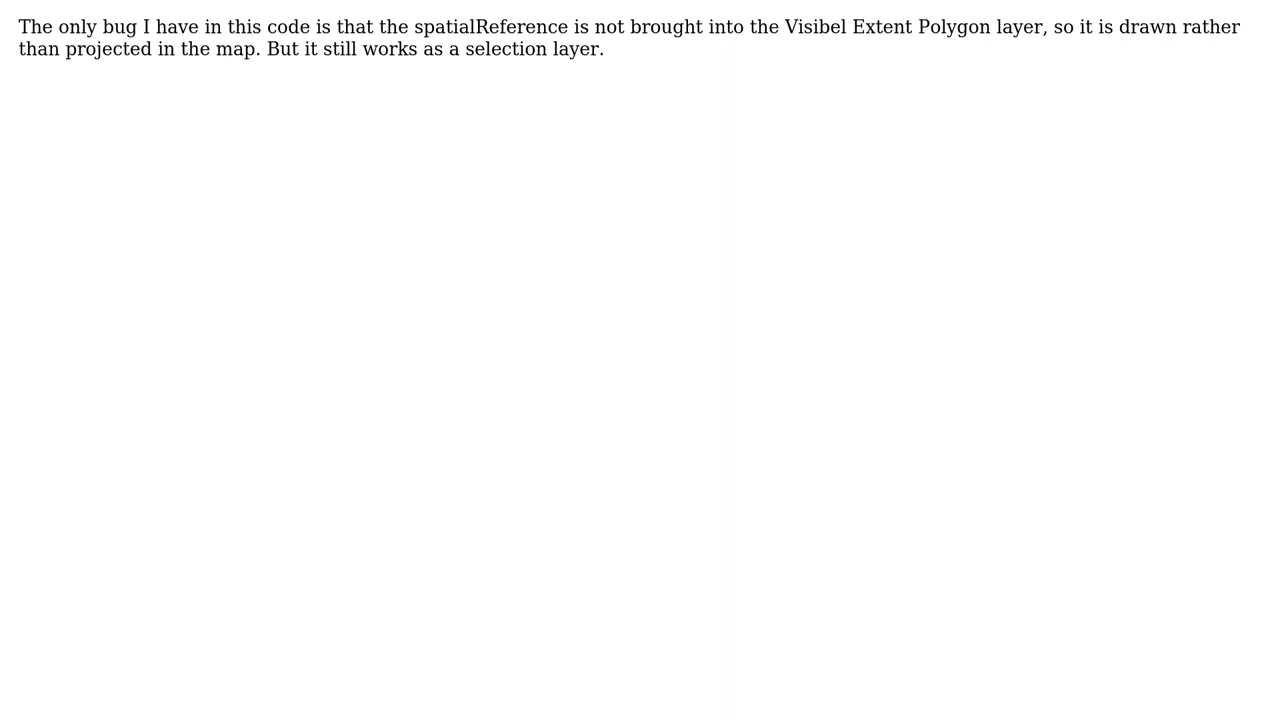 The only bug I have in this code is that the spatialReference is not brought into the Visibel Extent Polygon layer, so it is drawn rather
than projected in the map. But it still works as a selection layer.